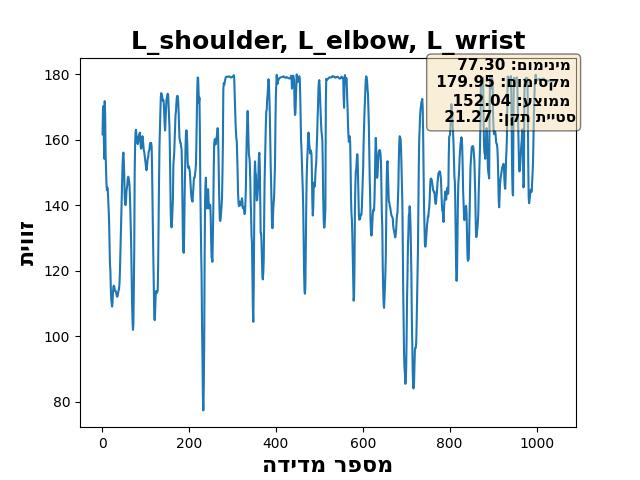 L_shoulder, L_elbow, L_wrist
מינימום: 77.30
מקסימום: 179.95
ממוצע: 152.04
סטיית תקן: 21.27
זווית
180
160
140
120
100
80
0 200 400 600 800 1000
מספר מדידה